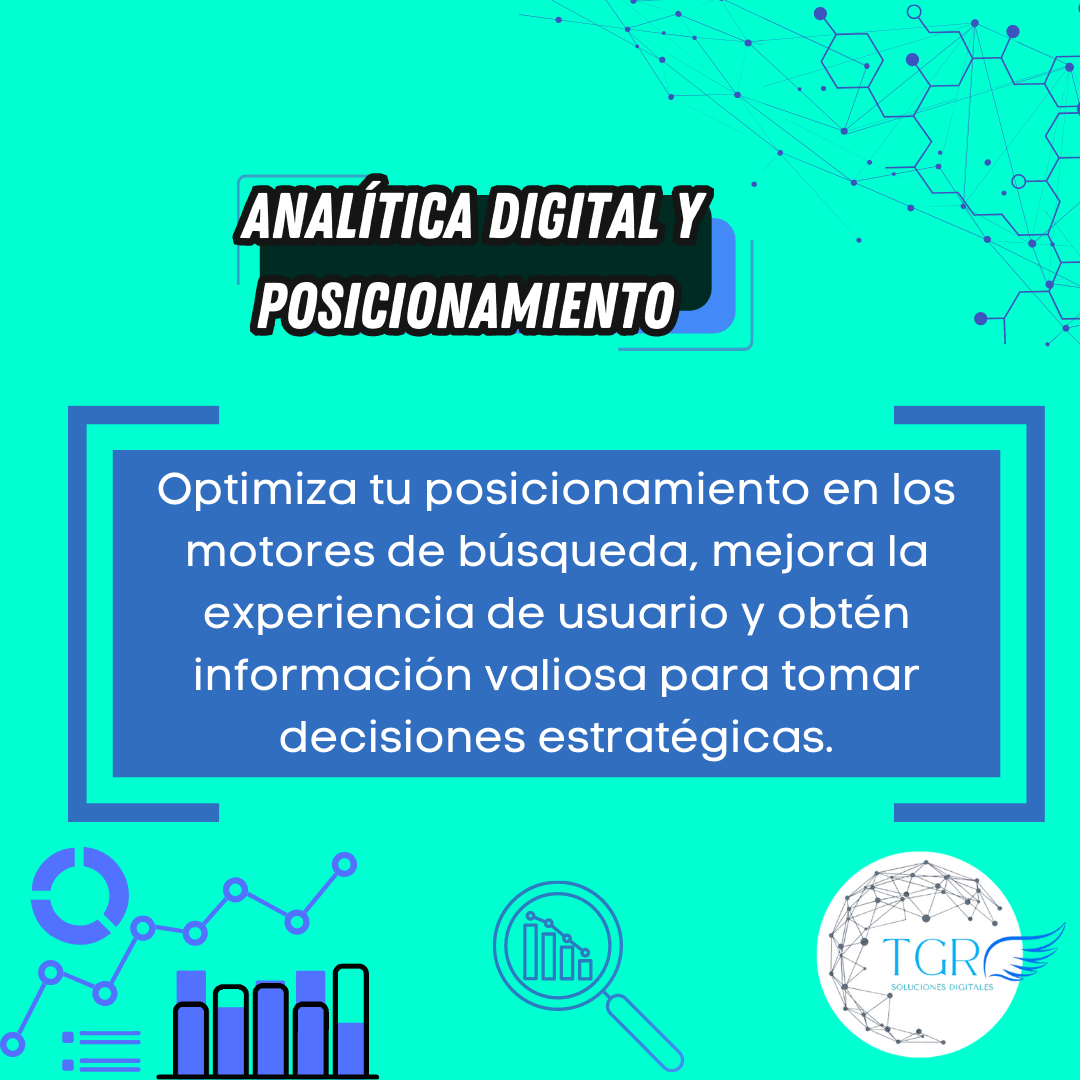 ANALÍTICA DIGITAL Y
POSICIONAMIENTO
Optimiza tu posicionamiento en los
motores de búsqueda, mejora la
experiencia de usuario y obtén
información valiosa para tomar
decisiones estratégicas.
TGR
SOLUCIONES DIGITALES